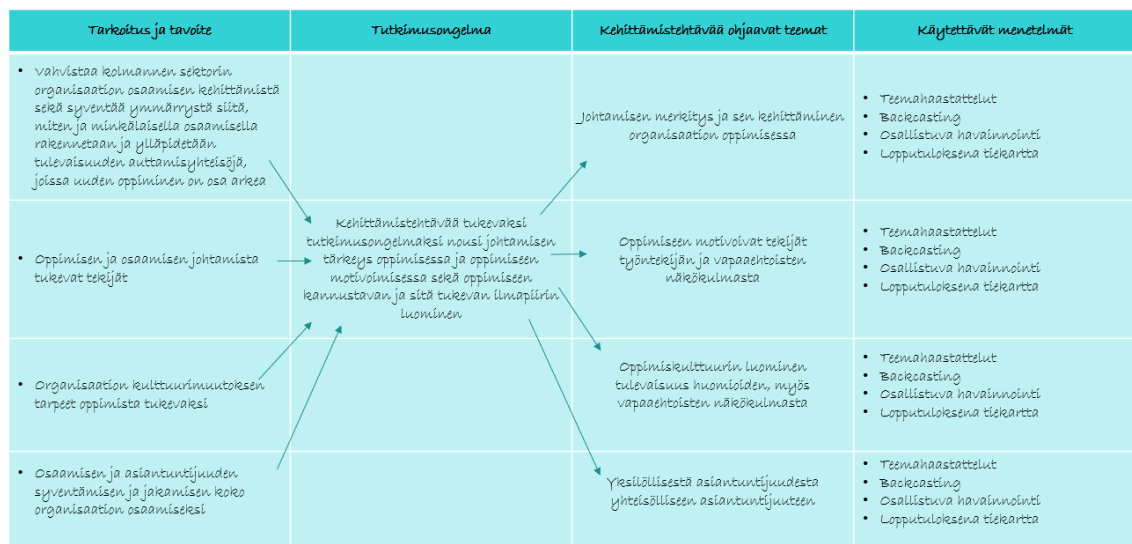 Tarkoitus ja tavoite
Tutkimusongelma
Kehittämistehtävää ohjaavat teemat
Käytettävät menetelmät
• Vahvistaa kolmannen sektorin
organisaation osaamisen kehittämistä
sekä syventää ymmärrystä siitä,
miten ja minkälaisella osaamisella
rakennetaan ja ylläpidetään
tulevaisuuden auttamisyhteisöjä,
joissa uuden oppiminen on osa arkea
Johtamisen merkitys ja sen kehittäminen
organisaation oppimisessa
• Teemahaastattelut
• Backcasting
• Osallistuva havainnointi
• Lopputuloksena tiekartta
• Oppimisen ja osaamisen johtamista
tukevat tekijät
Kehittämistehtävää tukevaksi
tutkimusongelmaksi nousi johtamisen
tärkeys oppimisessa ja oppimiseen
motivoimisessa sekä oppimiseen
kannustavan ja sitä tukevan ilmapiirin
luominen
Oppimiseen motivoivat tekijät
työntekijän ja vapaaehtoisten
näkökulmasta
• Teemahaastattelut
• Backcasting
• Osallistuva havainnointi
• Lopputuloksena tiekartta
• Organisaation kulttuurimuutoksen
tarpeet oppimista tukevaksi
Oppimiskulttuurin luominen
tulevaisuus huomioiden, myös
vapaaehtoisten näkökulmasta
• Teemahaastattelut
• Backcasting
• Osallistuva havainnointi
• Lopputuloksena tiekartta
• Osaamisen ja asiantuntijuuden
syventämisen ja jakamisen koko
organisaation osaamiseksi
Yksilöllisestä asiantuntijuudesta
yhteisölliseen asiantuntijuuteen
• Teemahaastattelut
• Backcasting
• Osallistuva havainnointi
• Lopputuloksena tiekartta